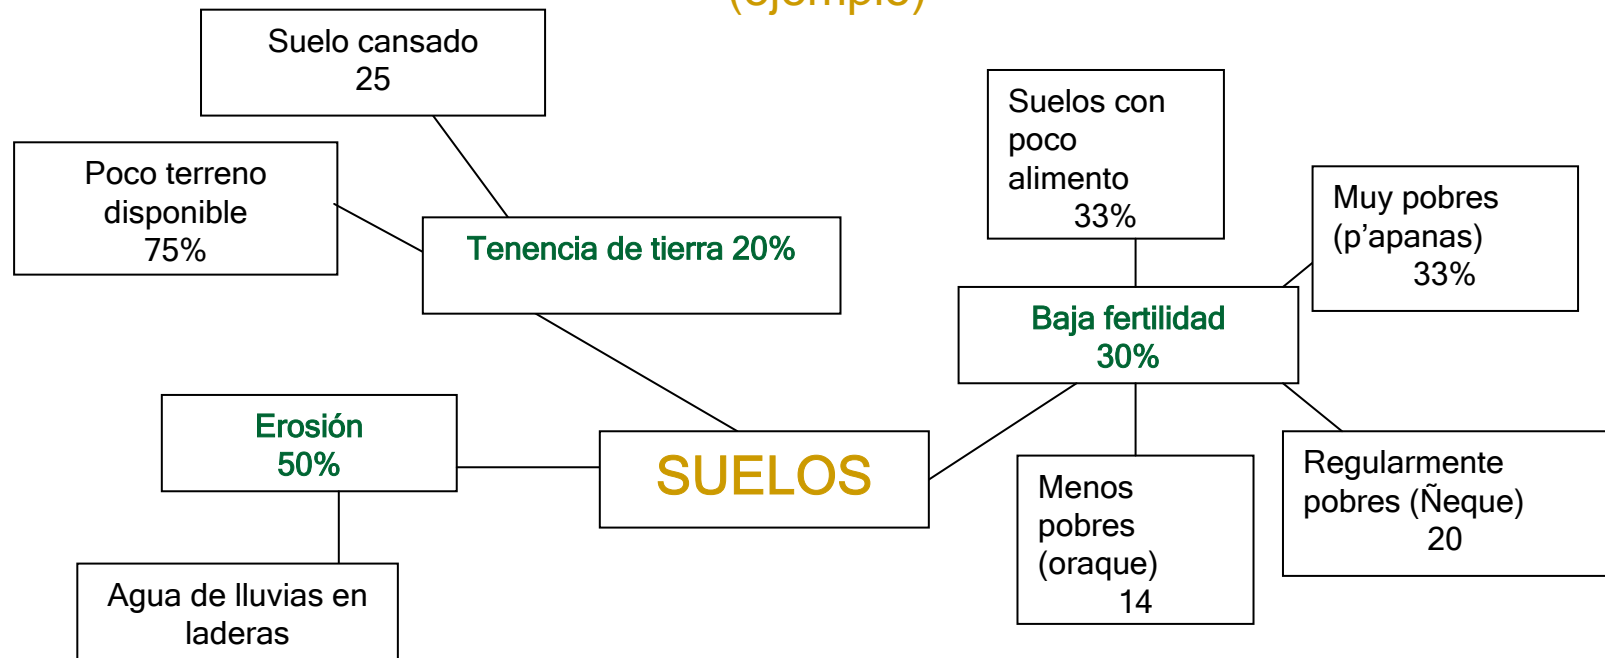 (ejemplo)
Suelo cansado
25
Poco terreno
disponible
75%
Tenencia de tierra 20%
Suelos con
poco
alimento
33%
Muy pobres
(p’apanas)
33%
Baja fertilidad
30%
Erosión
50%
SUELOS
Menos
pobres
(oraque)
14
Regularmente
pobres (Ñeque)
20
Agua de lluvias en
laderas